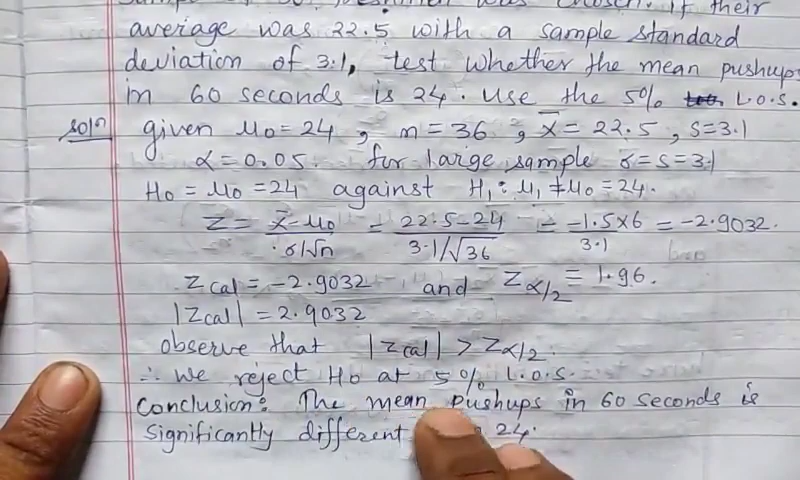 chosen. If their
average was 22.5 with a sample standard
deviation of 3.1, test whether the mean pushups
in 60 seconds is 24. Use the 5% L.O.S.
soln given μ0 = 24, n = 36, x̄ = 22.5, s = 3.1
α = 0.05. for large sample σ = s = 3.1
H0 = μ0 = 24 against H1 : μ1 ≠ μ0 = 24.
Z = x̄ - μ0 / σ/√n = 22.5 - 24 / 3.1/√36 = -1.5 × 6 / 3.1 = -2.9032.
Zcal = -2.9032 and Zα/2 = 1.96.
|Zcal| = 2.9032
observe that |Zcal| > Zα/2.
∴ we reject H0 at 5% L.O.S.
Conclusion: The mean pushups in 60 seconds is
significantly different 24.